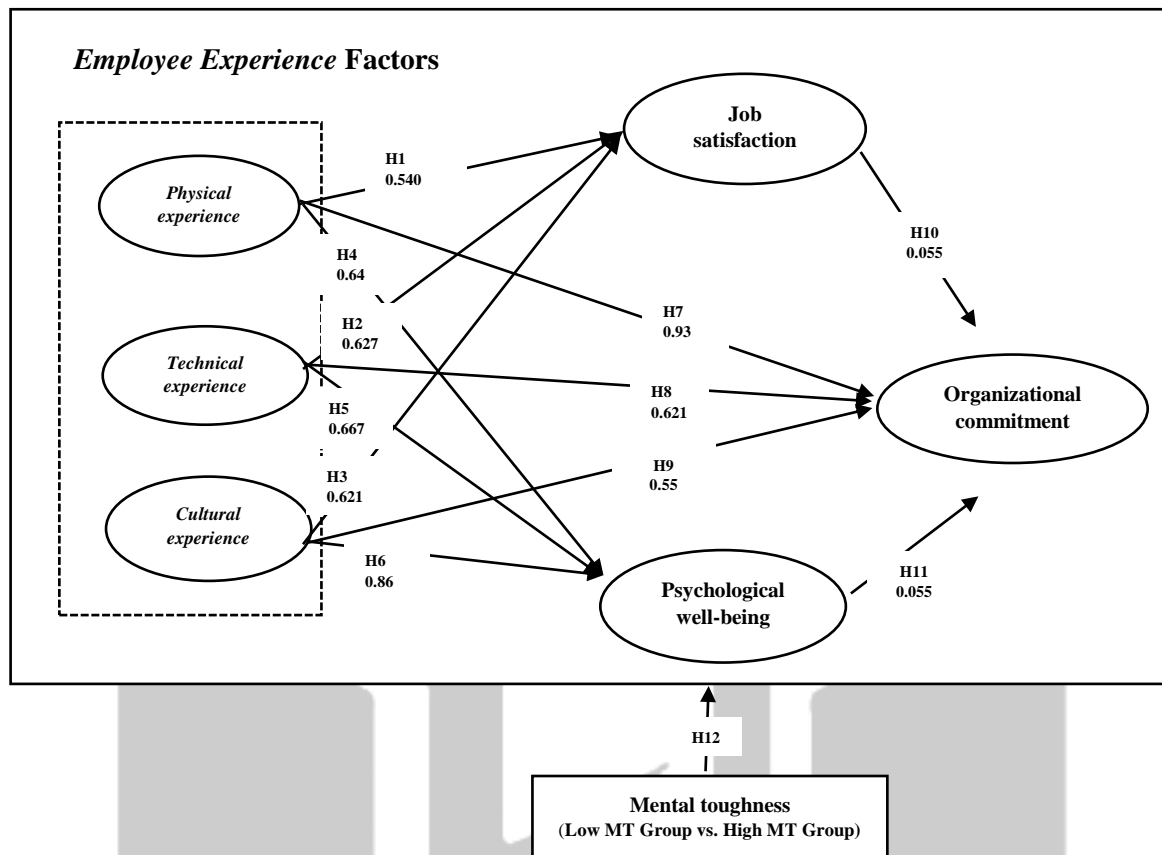 Employee Experience Factors
Job
satisfaction
H1
0.540
Physical
experience
H4
0.64
H10
0.055
H2
0.627
H7
0.93
Technical
experience
H8
0.621
Organizational
commitment
H5
0.667
H3
0.621
H9
0.55
Cultural
experience
H6
0.86
Psychological
well-being
H11
0.055
H12
Mental toughness
(Low MT Group vs. High MT Group)